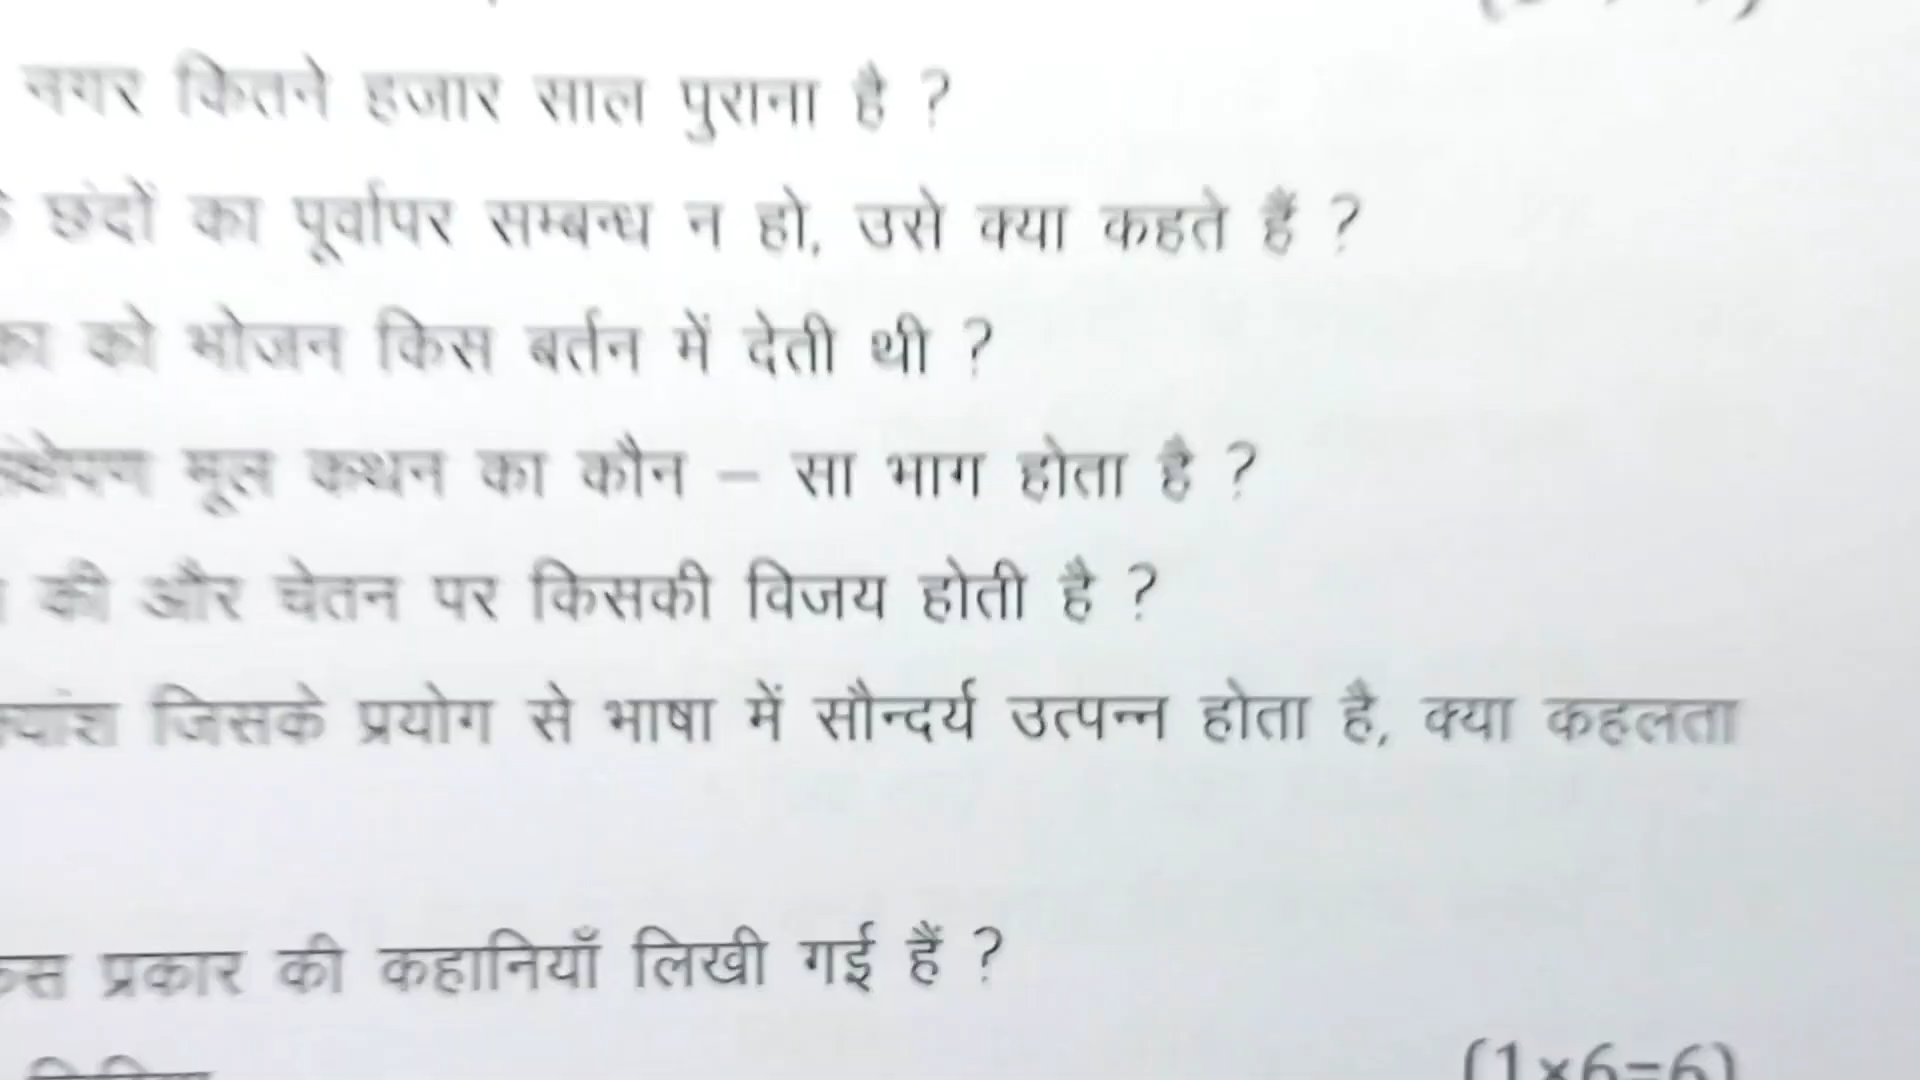 नगर कितने हजार साल पुराना है ?
छंदों का पूर्वापर सम्बन्ध न हो, उसे क्या कहते हैं ?
को भोजन किस बर्तन में देती थी ?
मूल कथन का कौन – सा भाग होता है ?
की और चेतन पर किसकी विजय होती है ?
जिसके प्रयोग से भाषा में सौन्दर्य उत्पन्न होता है, क्या कहलता
प्रकार की कहानियाँ लिखी गई हैं ?
(1×6=6)